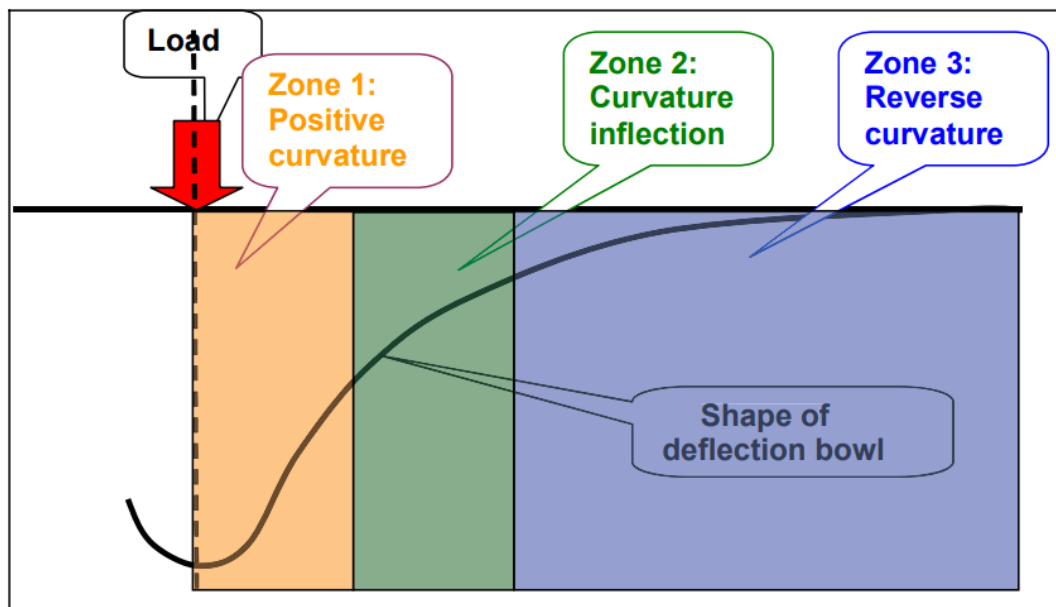 Load
Zone 1:
Positive
curvature
Zone 2:
Curvature
inflection
Zone 3:
Reverse
curvature
Shape of
deflection bowl